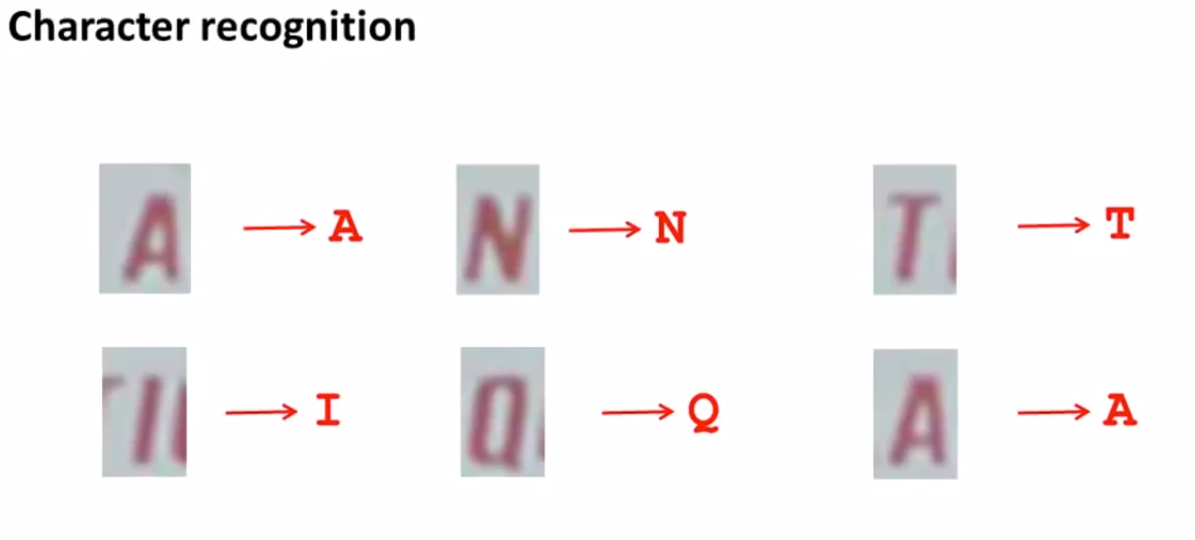 Character recognition
A → A N → N T → T
I → I Q → Q A → A